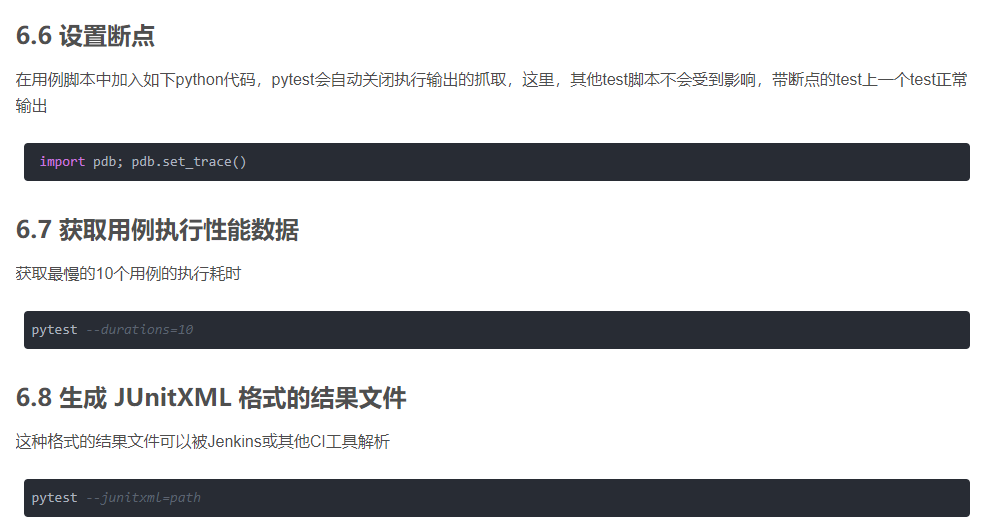 6.6 设置断点
在用例脚本中加入如下python代码，pytest会自动关闭执行输出的抓取，这里，其他test脚本不会受到影响，带断点的test上一个test正常
输出
import pdb; pdb.set_trace()
6.7 获取用例执行性能数据
获取最慢的10个用例的执行耗时
pytest --durations=10
6.8 生成 JUnitXML 格式的结果文件
这种格式的结果文件可以被Jenkins或其他CI工具解析
pytest --junitxml=path